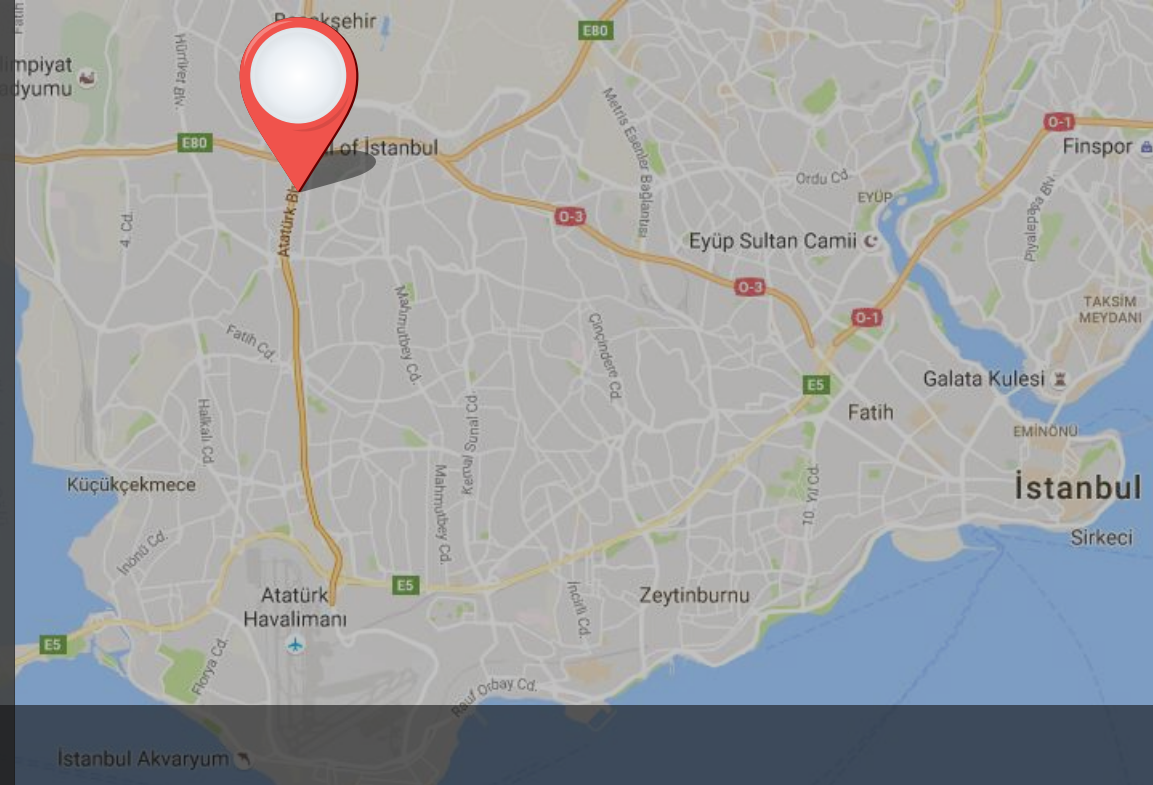 Fatih
E80
impiyat
adyumu
Hürriyet Blv.
Metris Esenler Bağlantısı
O-1
Finspor
E80
of İstanbul
Ordu Cd.
EYÜP
Piyalepaşa Blv.
4. Cd.
O-3
Atatürk
Eyüp Sultan Camii
O-3
TAKSİM
MEYDANI
O-1
Mahmutbey Cd.
Çinçindere Cd.
Fatih Cd.
Galata Kulesi
E5
Fatih
EMİNÖNÜ
Halkalı Cd.
Kemal Sunal Cd.
Küçükçekmece
Mahmutbey Cd.
10. Yıl Cd.
İstanbul
Sirkeci
İnönü Cd.
E5
Atatürk
Havalimanı
İncirli Cd.
Zeytinburnu
E5
Florya Cd.
Rauf Orbay Cd.
İstanbul Akvaryum